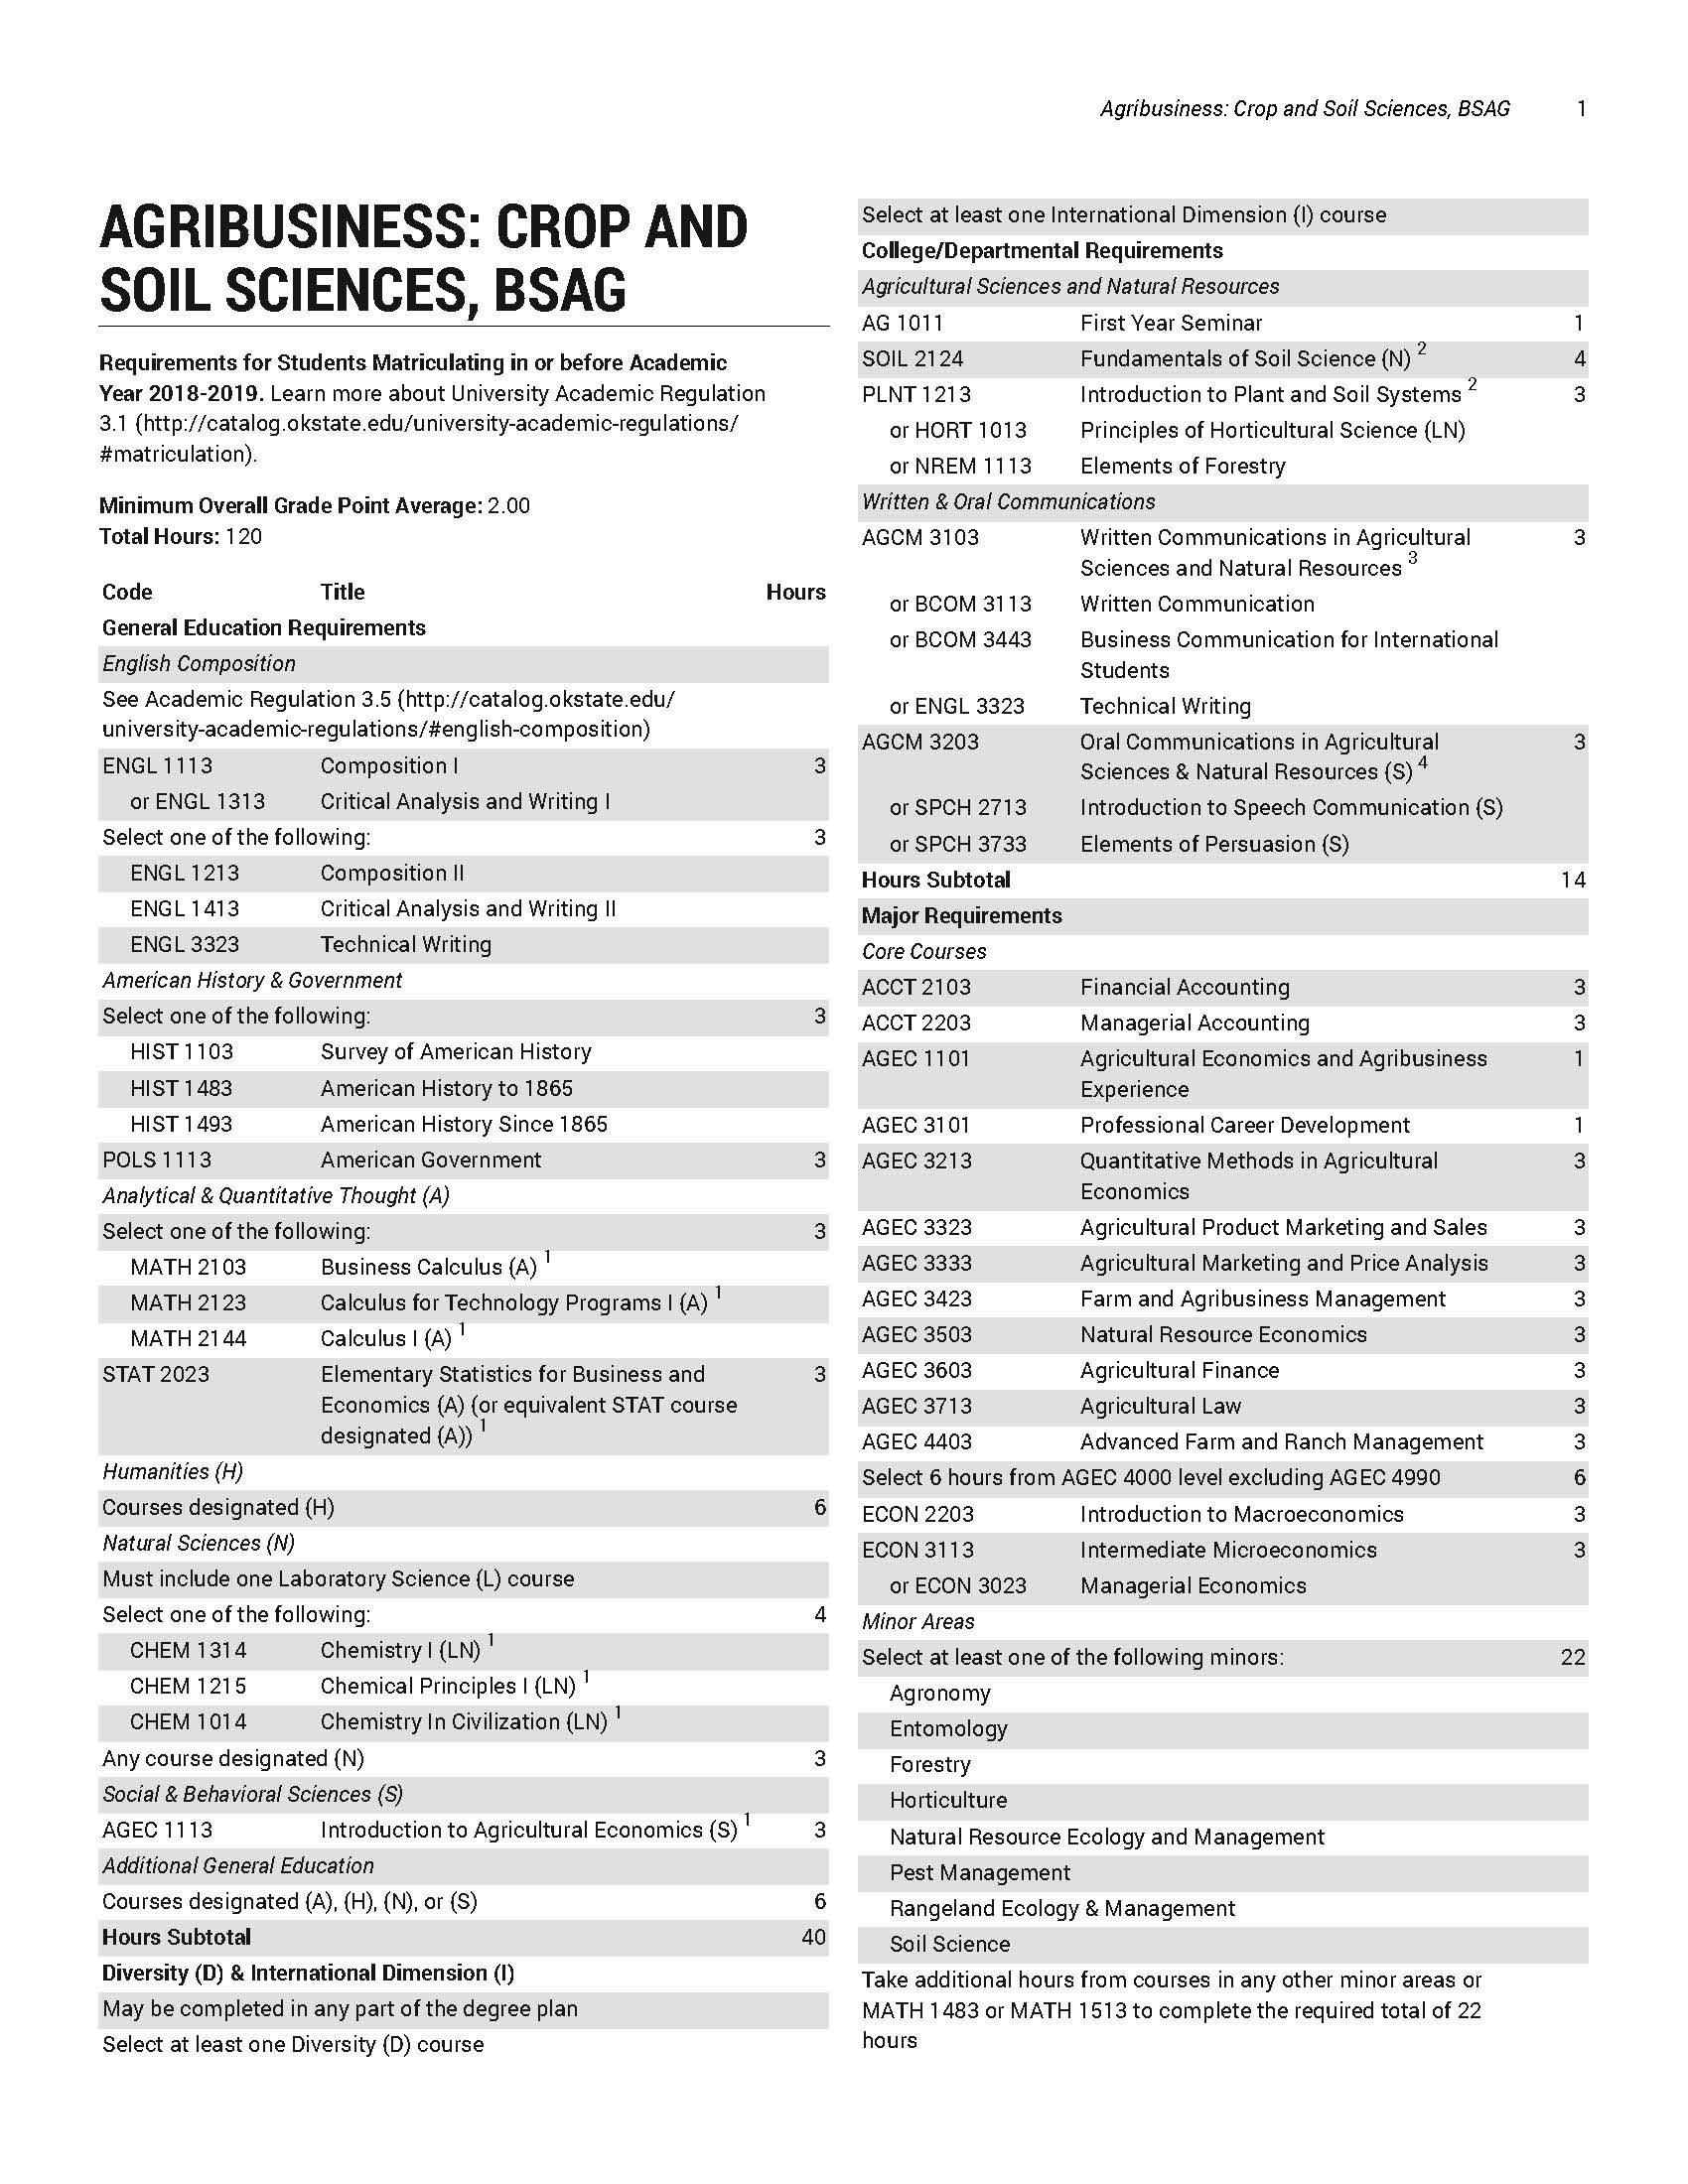 Agribusiness: Crop and Soil Sciences, BSAG 1
AGRIBUSINESS: CROP AND
SOIL SCIENCES, BSAG
Requirements for Students Matriculating in or before Academic
Year 2018-2019. Learn more about University Academic Regulation
3.1 (http://catalog.okstate.edu/university-academic-regulations/
#matriculation).
Minimum Overall Grade Point Average: 2.00
Total Hours: 120
Code Title Hours
General Education Requirements
English Composition
See Academic Regulation 3.5 (http://catalog.okstate.edu/
university-academic-regulations/#english-composition)
ENGL 1113 Composition I 3
or ENGL 1313 Critical Analysis and Writing I
Select one of the following: 3
ENGL 1213 Composition II
ENGL 1413 Critical Analysis and Writing II
ENGL 3323 Technical Writing
American History & Government
Select one of the following: 3
HIST 1103 Survey of American History
HIST 1483 American History to 1865
HIST 1493 American History Since 1865
POLS 1113 American Government 3
Analytical & Quantitative Thought (A)
Select one of the following: 3
MATH 2103 Business Calculus (A) 1
MATH 2123 Calculus for Technology Programs I (A) 1
MATH 2144 Calculus I (A) 1
STAT 2023 Elementary Statistics for Business and 3
Economics (A) (or equivalent STAT course
designated (A)) 1
Humanities (H)
Courses designated (H) 6
Natural Sciences (N)
Must include one Laboratory Science (L) course
Select one of the following: 4
CHEM 1314 Chemistry I (LN) 1
CHEM 1215 Chemical Principles I (LN) 1
CHEM 1014 Chemistry In Civilization (LN) 1
Any course designated (N) 3
Social & Behavioral Sciences (S)
AGEC 1113 Introduction to Agricultural Economics (S) 1 3
Additional General Education
Courses designated (A), (H), (N), or (S) 6
Hours Subtotal 40
Diversity (D) & International Dimension (I)
May be completed in any part of the degree plan
Select at least one Diversity (D) course
Select at least one International Dimension (I) course
College/Departmental Requirements
Agricultural Sciences and Natural Resources
AG 1011 First Year Seminar 1
SOIL 2124 Fundamentals of Soil Science (N) 2 4
PLNT 1213 Introduction to Plant and Soil Systems 2 3
or HORT 1013 Principles of Horticultural Science (LN)
or NREM 1113 Elements of Forestry
Written & Oral Communications
AGCM 3103 Written Communications in Agricultural 3
Sciences and Natural Resources 3
or BCOM 3113 Written Communication
or BCOM 3443 Business Communication for International
Students
or ENGL 3323 Technical Writing
AGCM 3203 Oral Communications in Agricultural 3
Sciences & Natural Resources (S) 4
or SPCH 2713 Introduction to Speech Communication (S)
or SPCH 3733 Elements of Persuasion (S)
Hours Subtotal 14
Major Requirements
Core Courses
ACCT 2103 Financial Accounting 3
ACCT 2203 Managerial Accounting 3
AGEC 1101 Agricultural Economics and Agribusiness 1
Experience
AGEC 3101 Professional Career Development 1
AGEC 3213 Quantitative Methods in Agricultural 3
Economics
AGEC 3323 Agricultural Product Marketing and Sales 3
AGEC 3333 Agricultural Marketing and Price Analysis 3
AGEC 3423 Farm and Agribusiness Management 3
AGEC 3503 Natural Resource Economics 3
AGEC 3603 Agricultural Finance 3
AGEC 3713 Agricultural Law 3
AGEC 4403 Advanced Farm and Ranch Management 3
Select 6 hours from AGEC 4000 level excluding AGEC 4990 6
ECON 2203 Introduction to Macroeconomics 3
ECON 3113 Intermediate Microeconomics 3
or ECON 3023 Managerial Economics
Minor Areas
Select at least one of the following minors: 22
Agronomy
Entomology
Forestry
Horticulture
Natural Resource Ecology and Management
Pest Management
Rangeland Ecology & Management
Soil Science
Take additional hours from courses in any other minor areas or
MATH 1483 or MATH 1513 to complete the required total of 22
hours